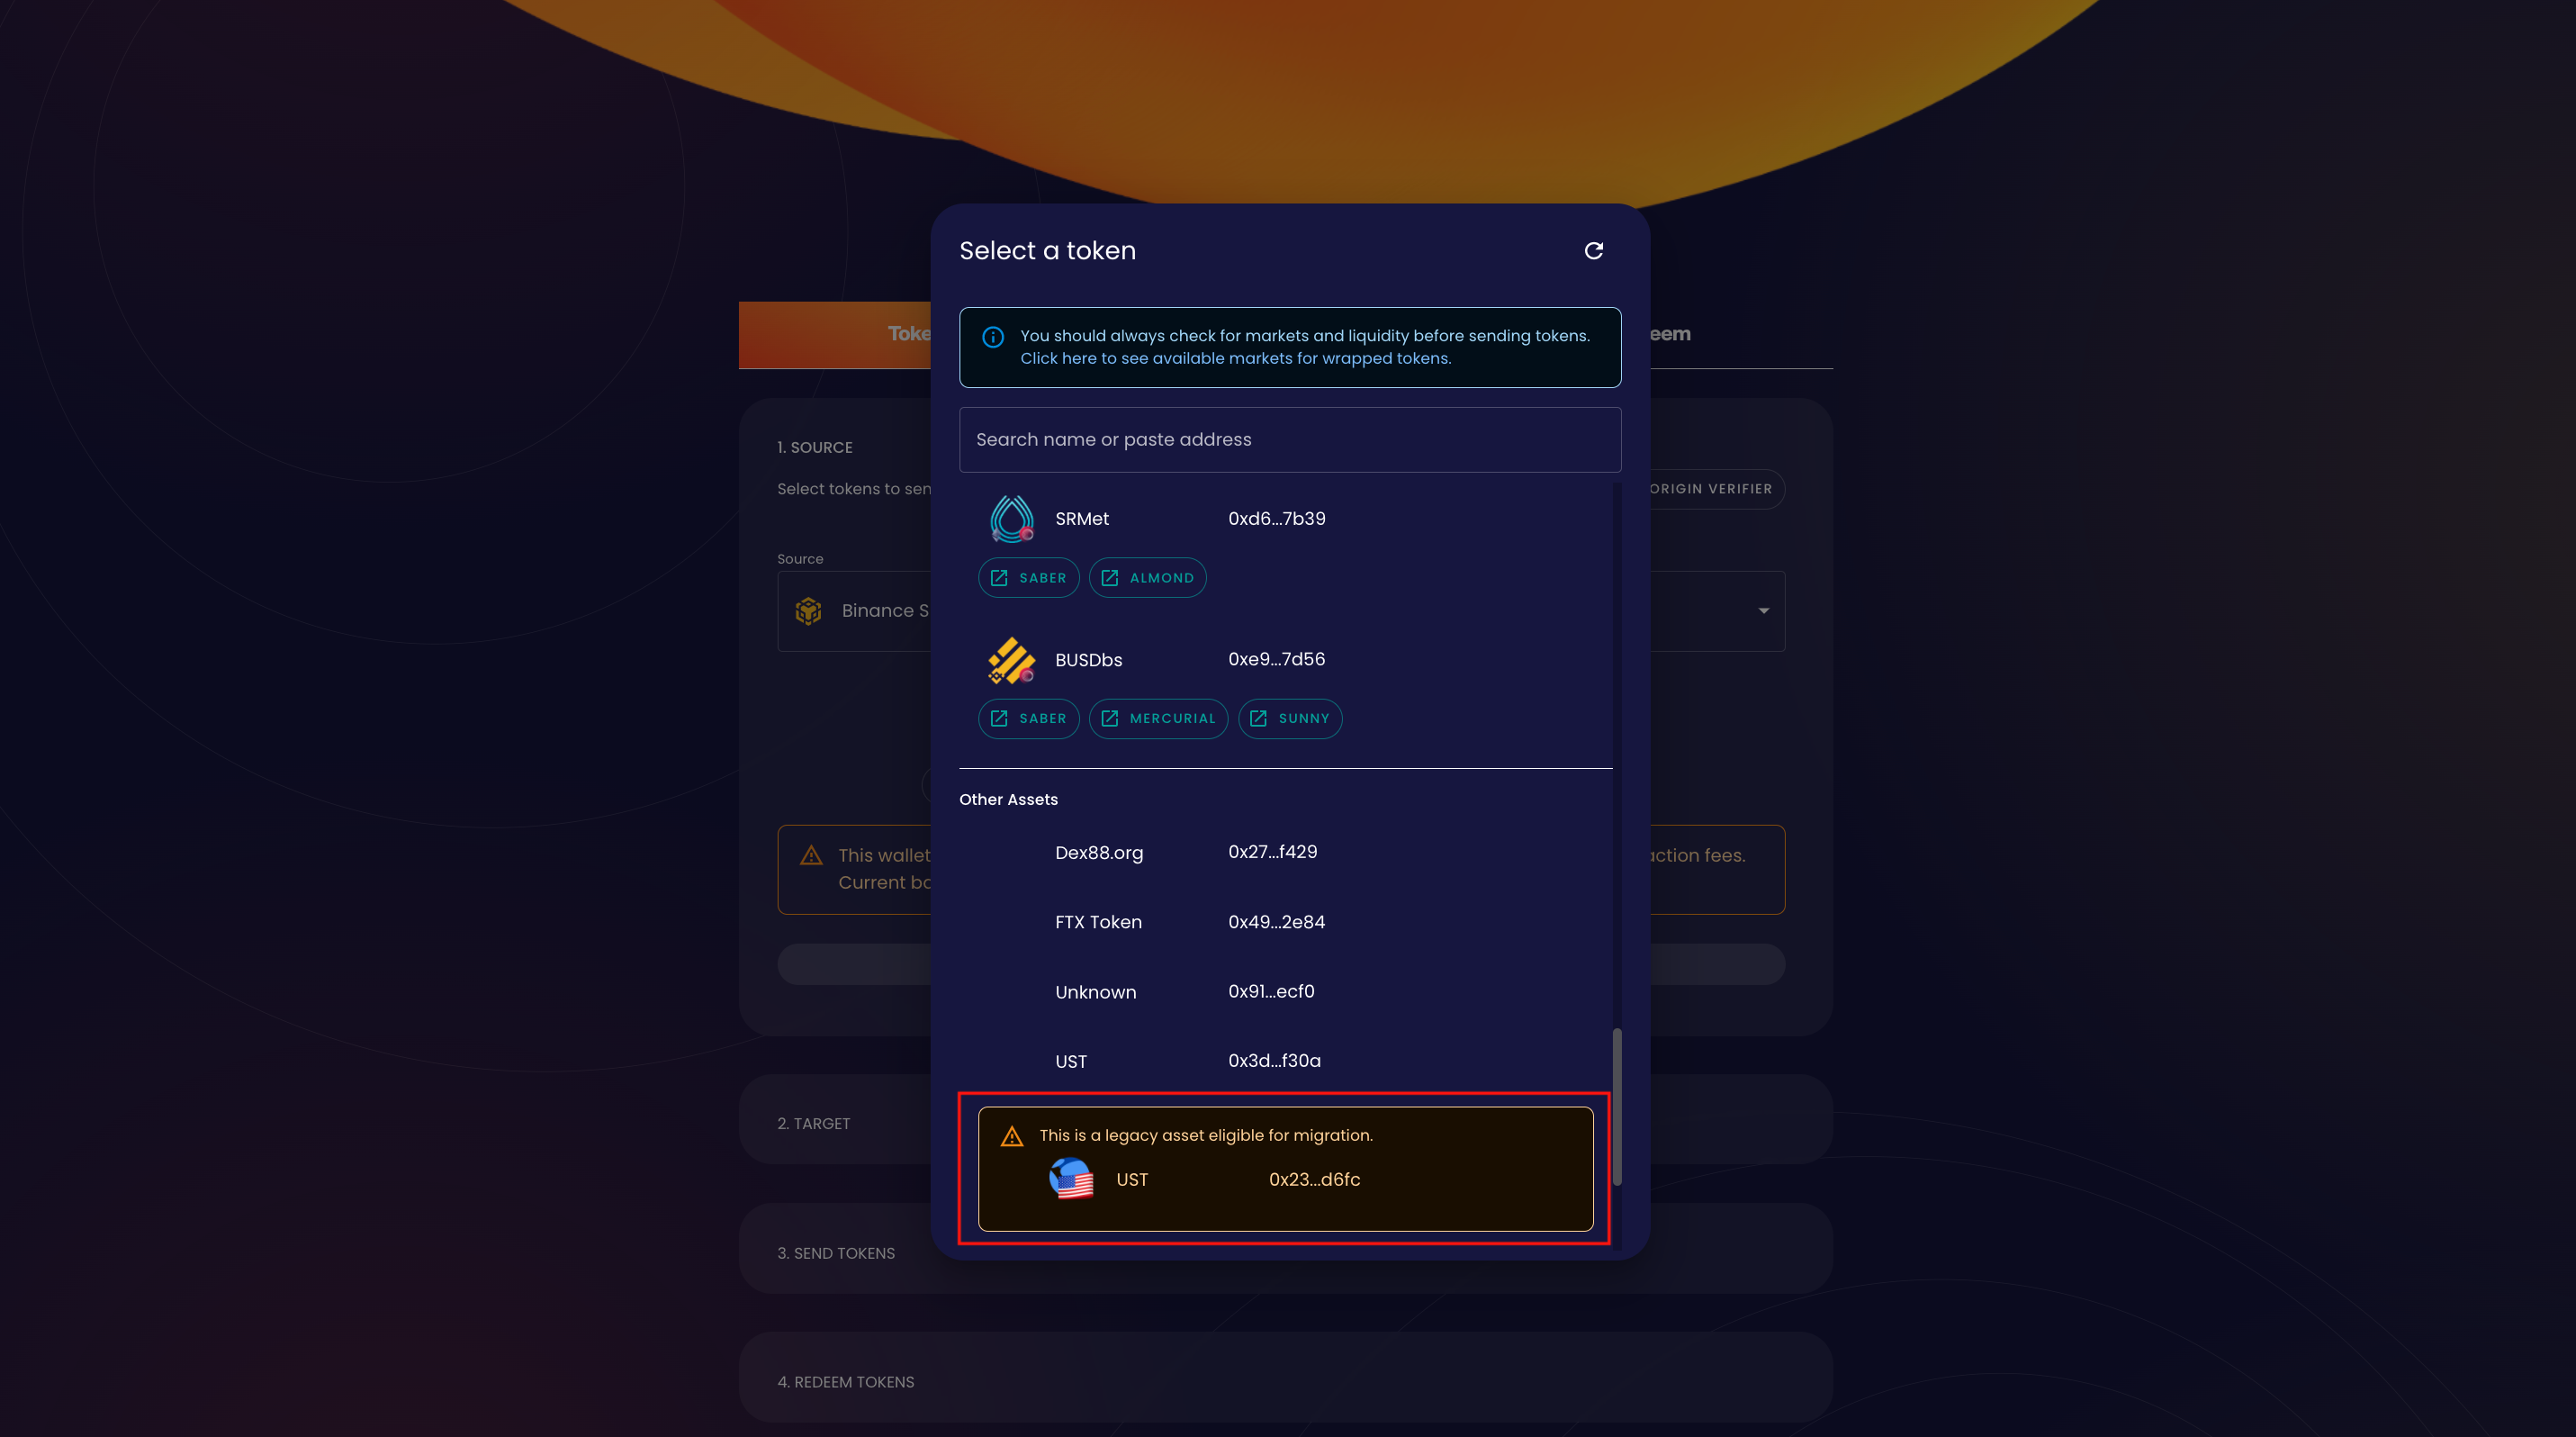 Select a token
You should always check for markets and liquidity before sending tokens.
Click here to see available markets for wrapped tokens.
Search name or paste address
SRMet 0xd6...7b39
SABER ALMOND
BUSDbs 0xe9...7d56
SABER MERCURIAL SUNNY
Other Assets
Dex88.org 0x27...f429
FTX Token 0x49...2e84
Unknown 0x91...ecf0
UST 0x3d...f30a
This is a legacy asset eligible for migration.
UST 0x23...d6fc
1. SOURCE
Select tokens to
ORIGIN VERIFIER
Source
Binance
This wallet
action fees.
Current
2. TARGET
3. SEND TOKENS
4. REDEEM TOKENS